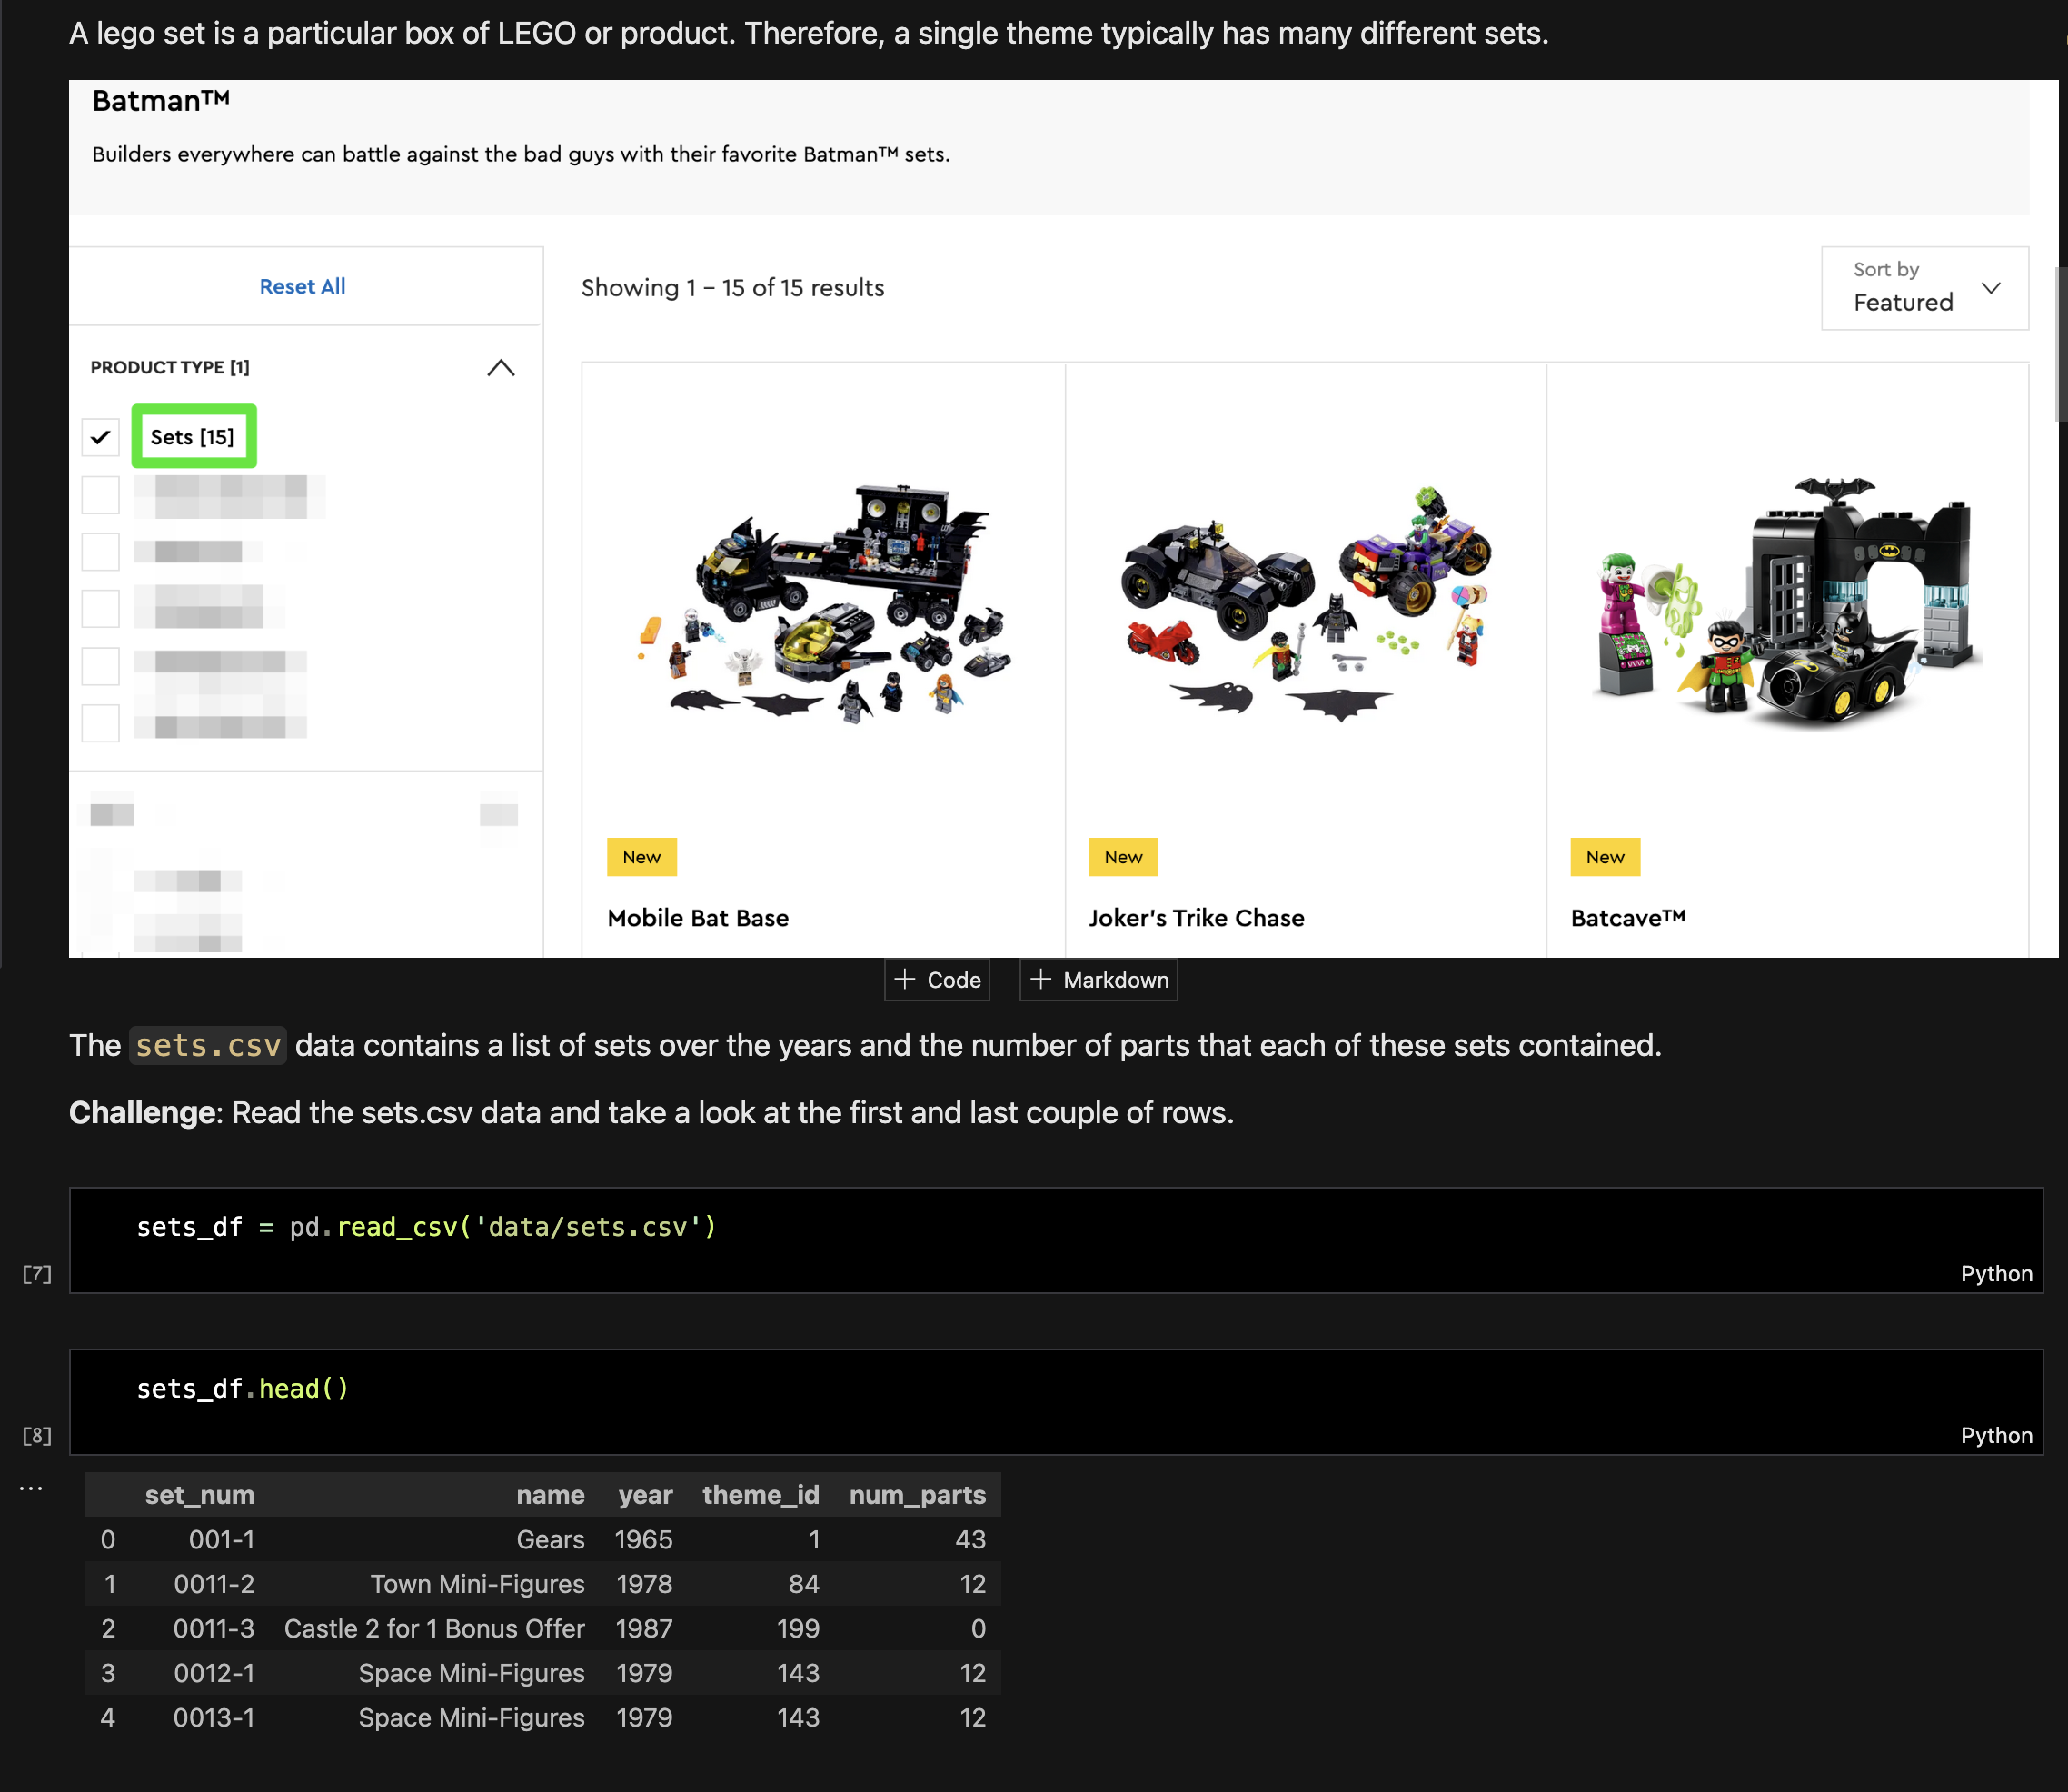 A lego set is a particular box of LEGO or product. Therefore, a single theme typically has many different sets.
Batman™
Builders everywhere can battle against the bad guys with their favorite Batman™ sets.
Reset All
Showing 1 – 15 of 15 results
Sort by
Featured
PRODUCT TYPE [1]
Sets [15]
New
New
New
Mobile Bat Base
Joker's Trike Chase
Batcave™
+ Code
+ Markdown
The sets.csv data contains a list of sets over the years and the number of parts that each of these sets contained.
Challenge: Read the sets.csv data and take a look at the first and last couple of rows.
sets_df = pd.read_csv('data/sets.csv')
[7]
Python
sets_df.head()
[8]
Python
...
set_num name year theme_id num_parts
0 001-1 Gears 1965 1 43
1 0011-2 Town Mini-Figures 1978 84 12
2 0011-3 Castle 2 for 1 Bonus Offer 1987 199 0
3 0012-1 Space Mini-Figures 1979 143 12
4 0013-1 Space Mini-Figures 1979 143 12